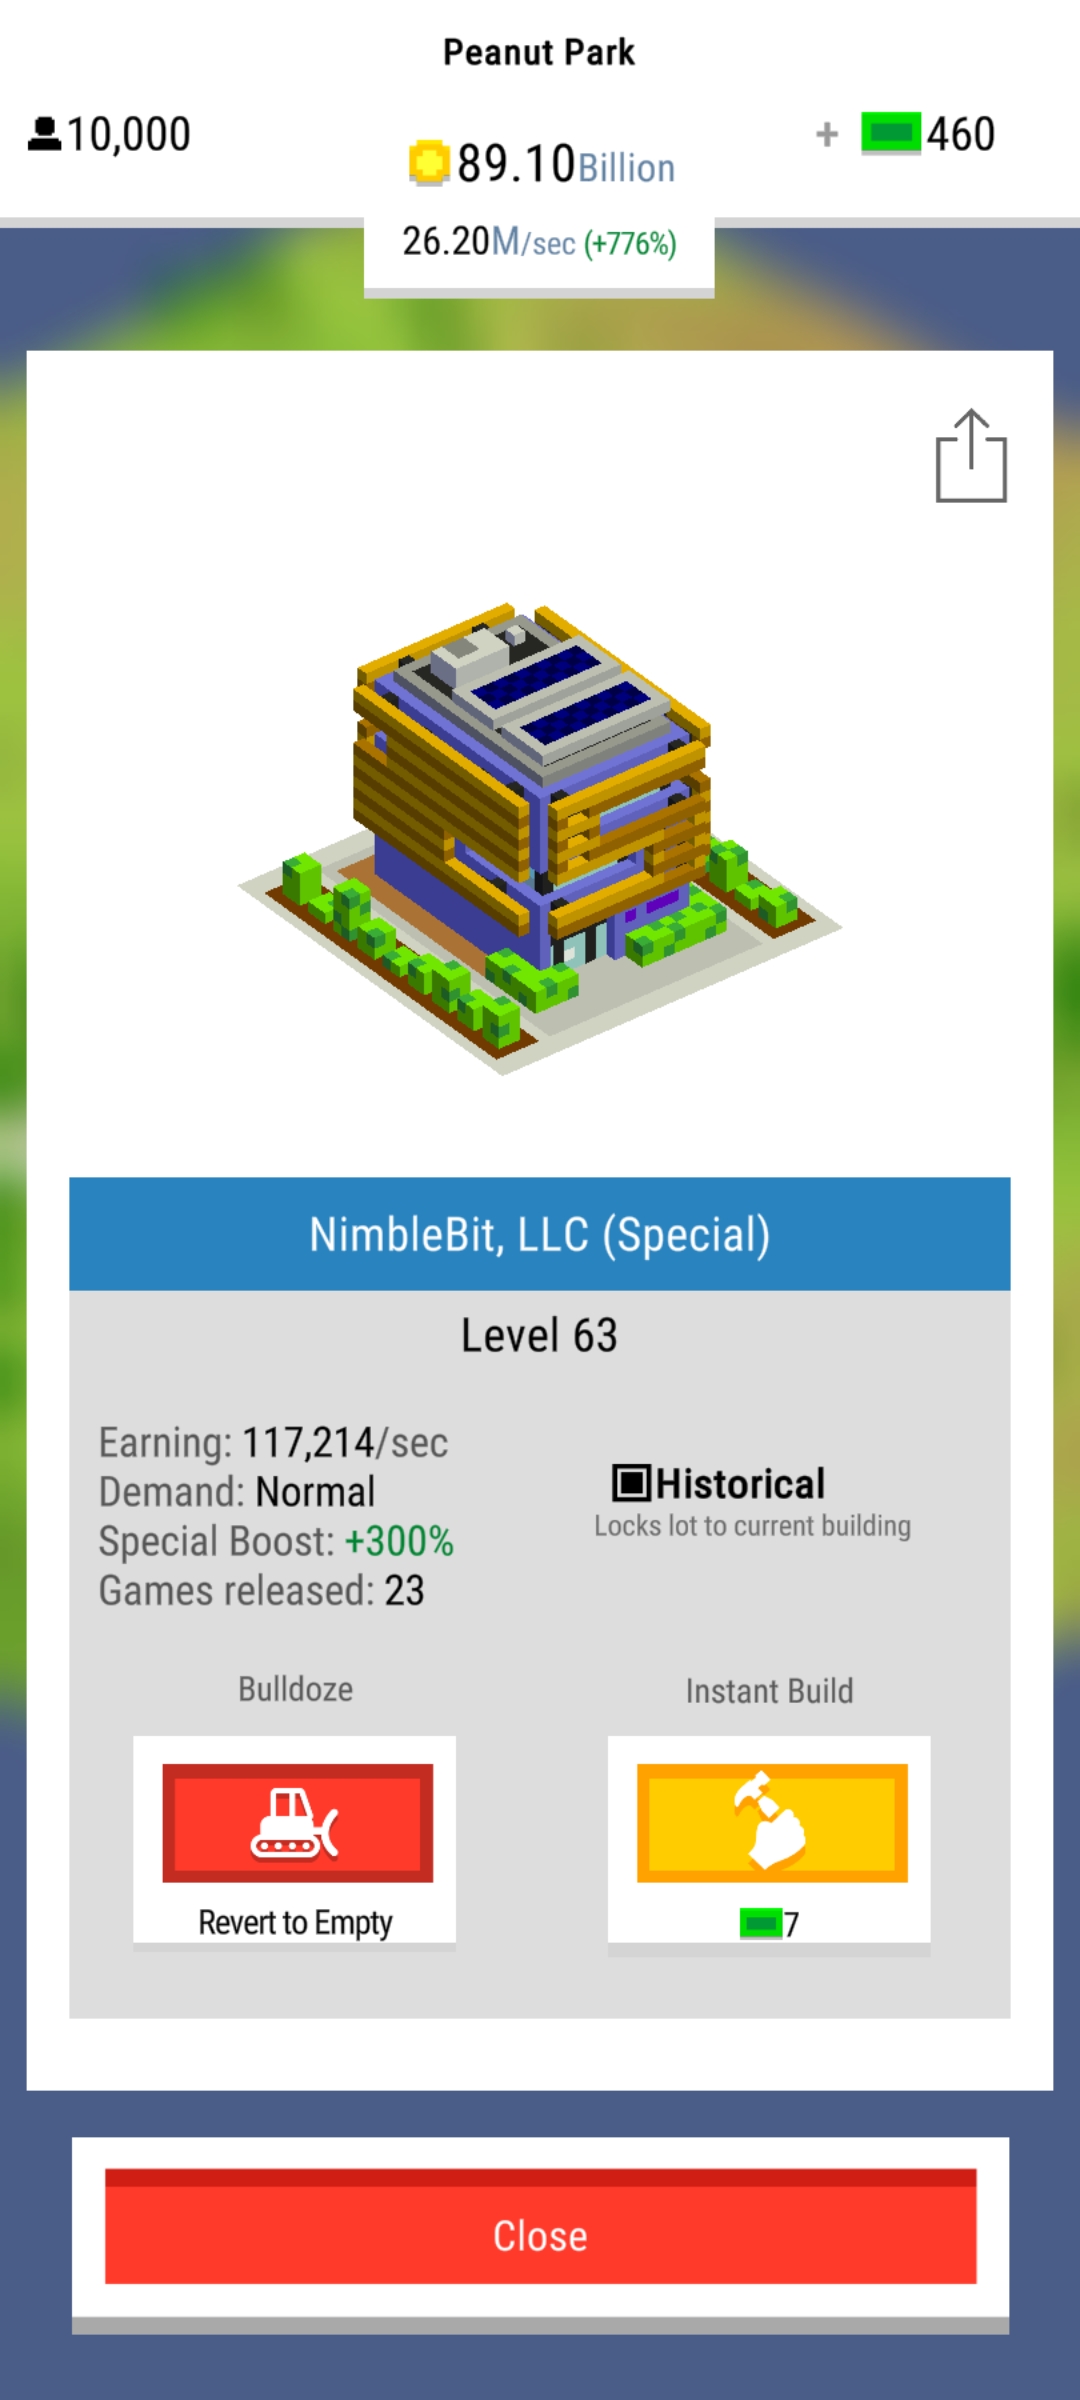 Peanut Park
10,000
89.10Billion
+ 460
26.20M/sec (+776%)
NimbleBit, LLC (Special)
Level 63
Earning: 117,214/sec
Demand: Normal
Special Boost: +300%
Games released: 23
Historical
Locks lot to current building
Bulldoze
Instant Build
Revert to Empty
7
Close